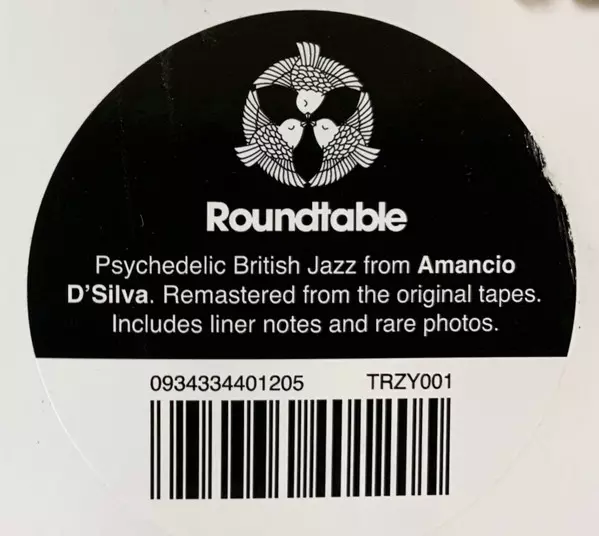 Roundtable
Psychedelic British Jazz from Amancio
D'Silva. Remastered from the original tapes.
Includes liner notes and rare photos.
0934334401205 TRZY001